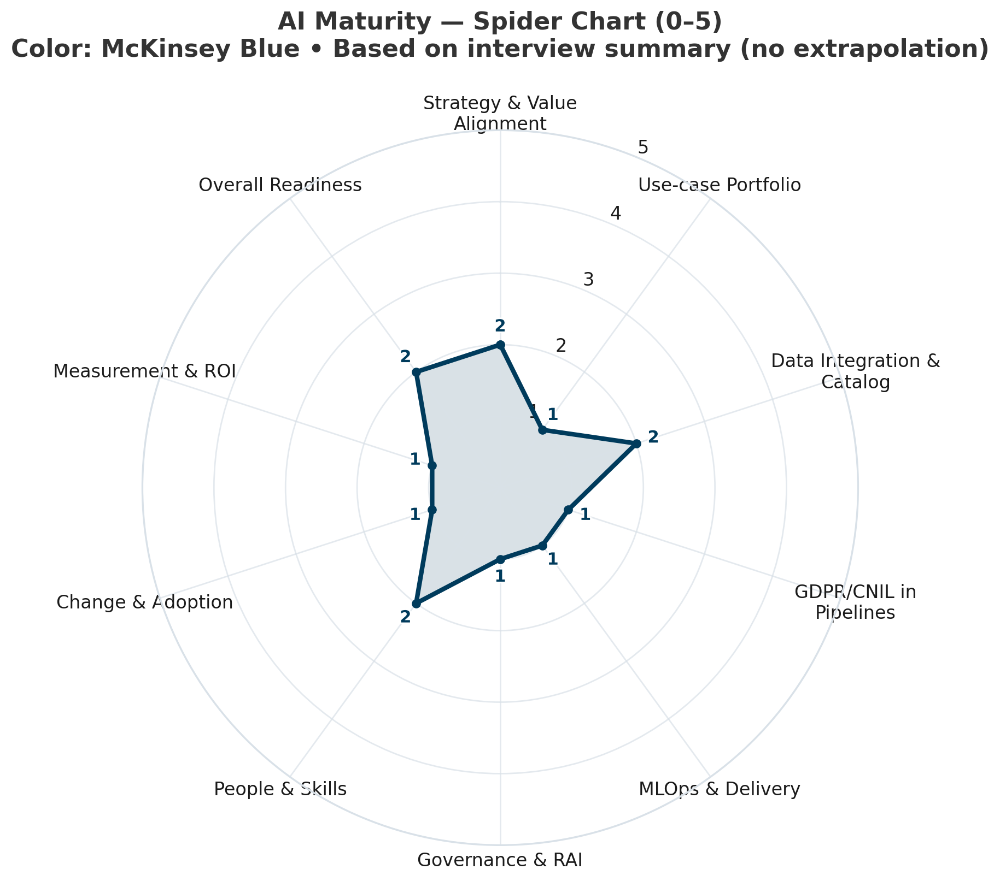 AI Maturity — Spider Chart (0–5)
Color: McKinsey Blue • Based on interview summary (no extrapolation)
Strategy & Value
Alignment
5
Overall Readiness
Use-case Portfolio
4
3
2
2
2
Measurement & ROI
Data Integration &
Catalog
1
1
2
1
1
1
1
1
2
Change & Adoption
GDPR/CNIL in
Pipelines
People & Skills
MLOps & Delivery
Governance & RAI